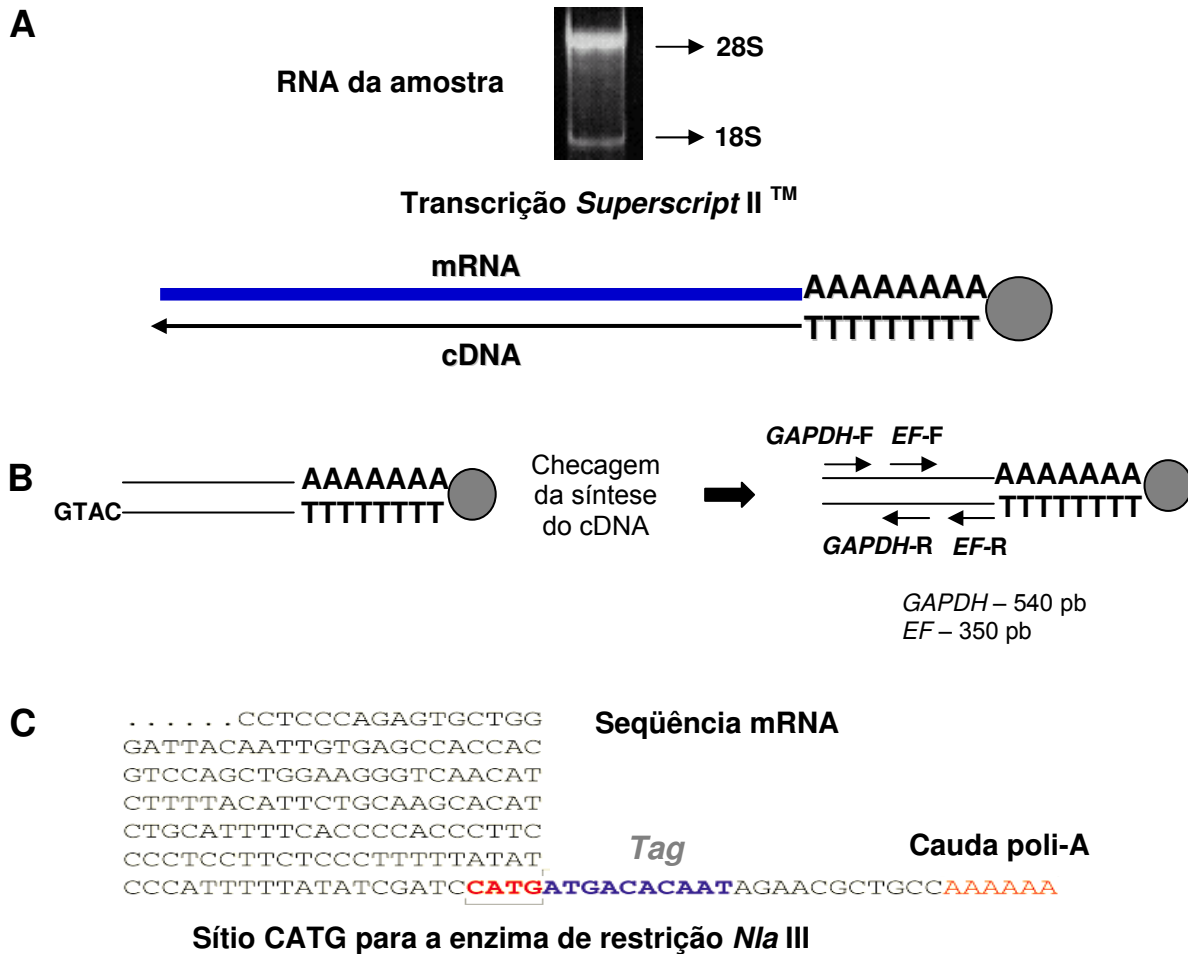 A
28S
RNA da amostra
18S
Transcrição Superscript II TM
mRNA
AAAAAAAA
TTTTTTTTT
cDNA
B
AAAAAAA
GTAC
TTTTTTTT
Checagem
da síntese
do cDNA
GAPDH-F EF-F
AAAAAAA
TTTTTTTT
GAPDH-R EF-R
GAPDH – 540 pb
EF – 350 pb
C
......CCTCCCAGAGTGCTGG
Seqüência mRNA
GATTACAATTGTGAGCCACCAC
GTCCAGCTGGAAGGGTCAACAT
CTTTTACATTCTGCAAGCACAT
CTGCATTTTCACCCCACCCTTC
CCCTCCTTCTCCCTTTTTATAT
Tag
Cauda poli-A
CCCATTTTTATATCGATCCATGATGACACAATAGAACGCTGCCAAAAAA
Sítio CATG para a enzima de restrição Nla III